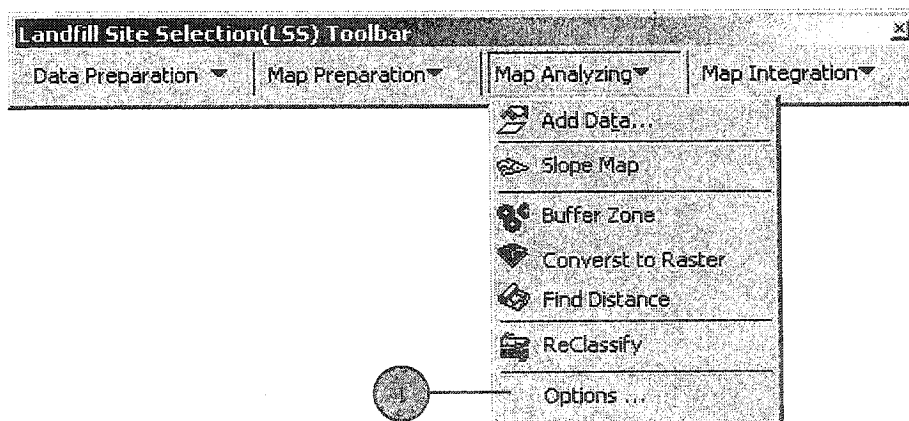 Landfill Site Selection(LSS) Toolbar
Data Preparation Map Preparation Map Analyzing Map Integration
Add Data...
Slope Map
Buffer Zone
Converst to Raster
Find Distance
ReClassify
Options ...